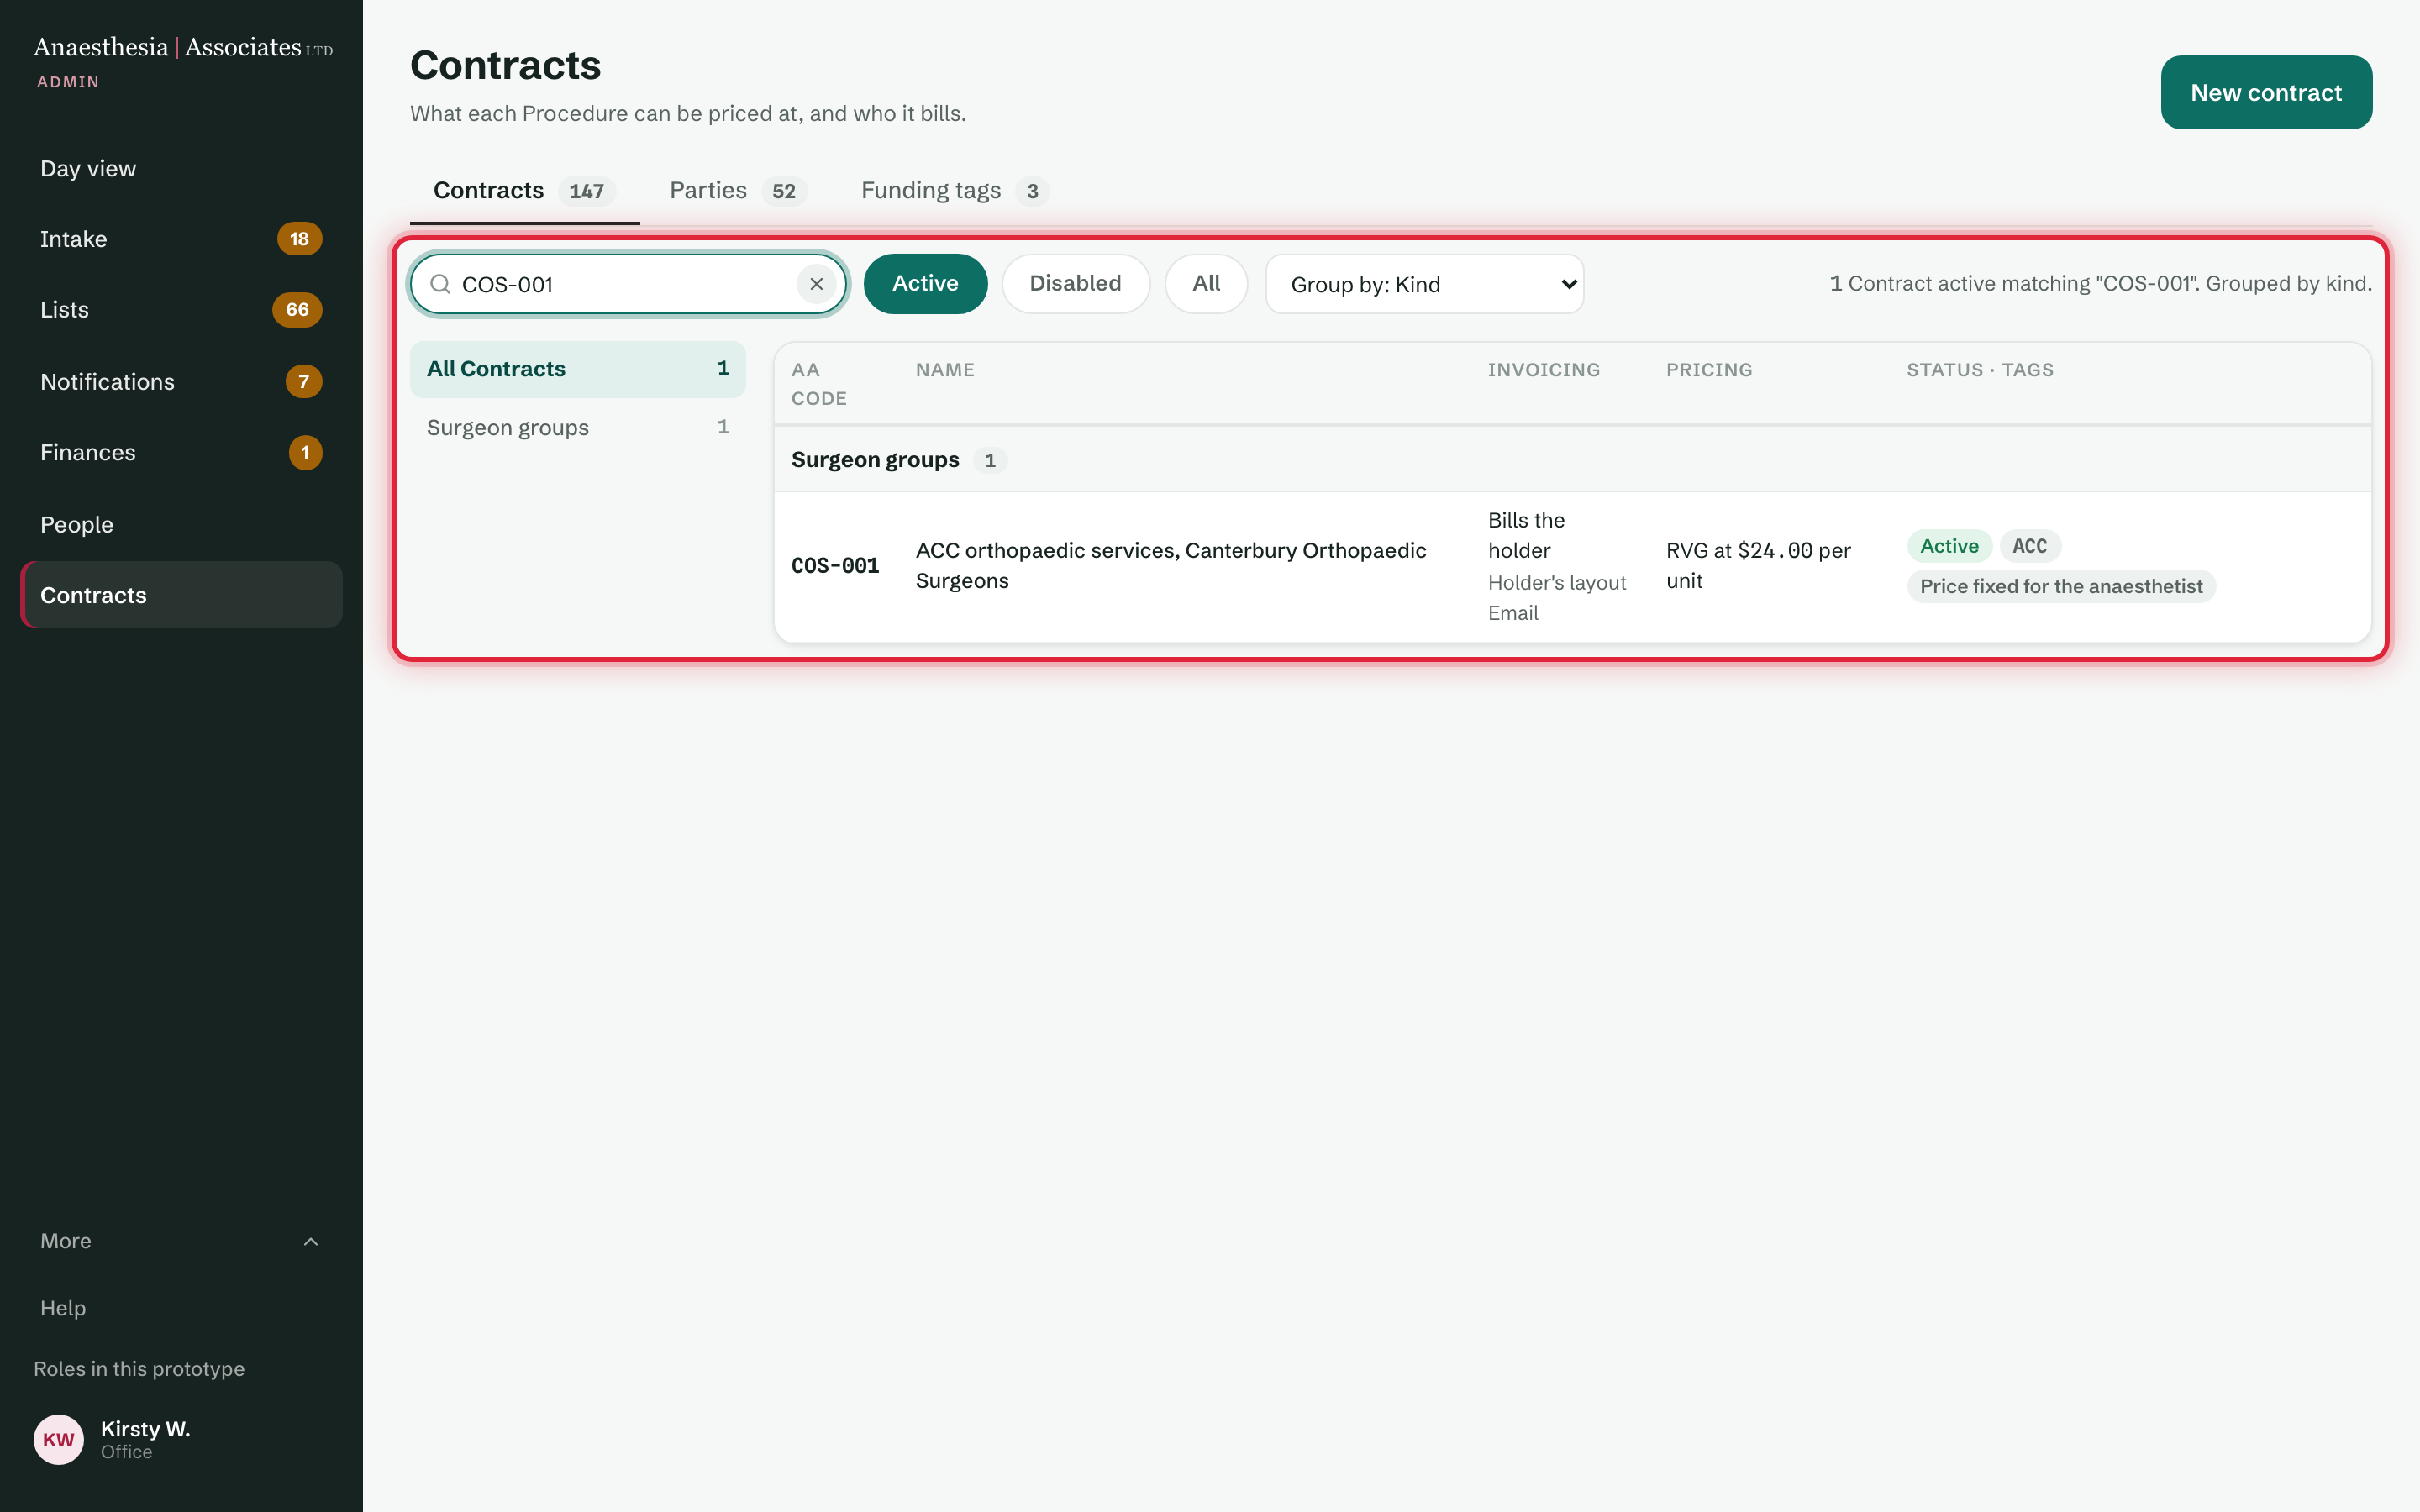 Anaesthesia | Associates LTD
ADMIN
Day view
Intake 18
Lists 66
Notifications 7
Finances 1
People
Contracts
More
Help
Roles in this prototype
KW
Kirsty W.
Office
Contracts
What each Procedure can be priced at, and who it bills.
New contract
Contracts 147 Parties 52 Funding tags 3
COS-001 Active Disabled All Group by: Kind 1 Contract active matching "COS-001". Grouped by kind.
All Contracts 1
Surgeon groups 1
AA CODE NAME INVOICING PRICING STATUS · TAGS
Surgeon groups 1
COS-001
ACC orthopaedic services, Canterbury Orthopaedic
Surgeons
Bills the
holder
Holder's layout
Email
RVG at $24.00 per
unit
Active ACC
Price fixed for the anaesthetist